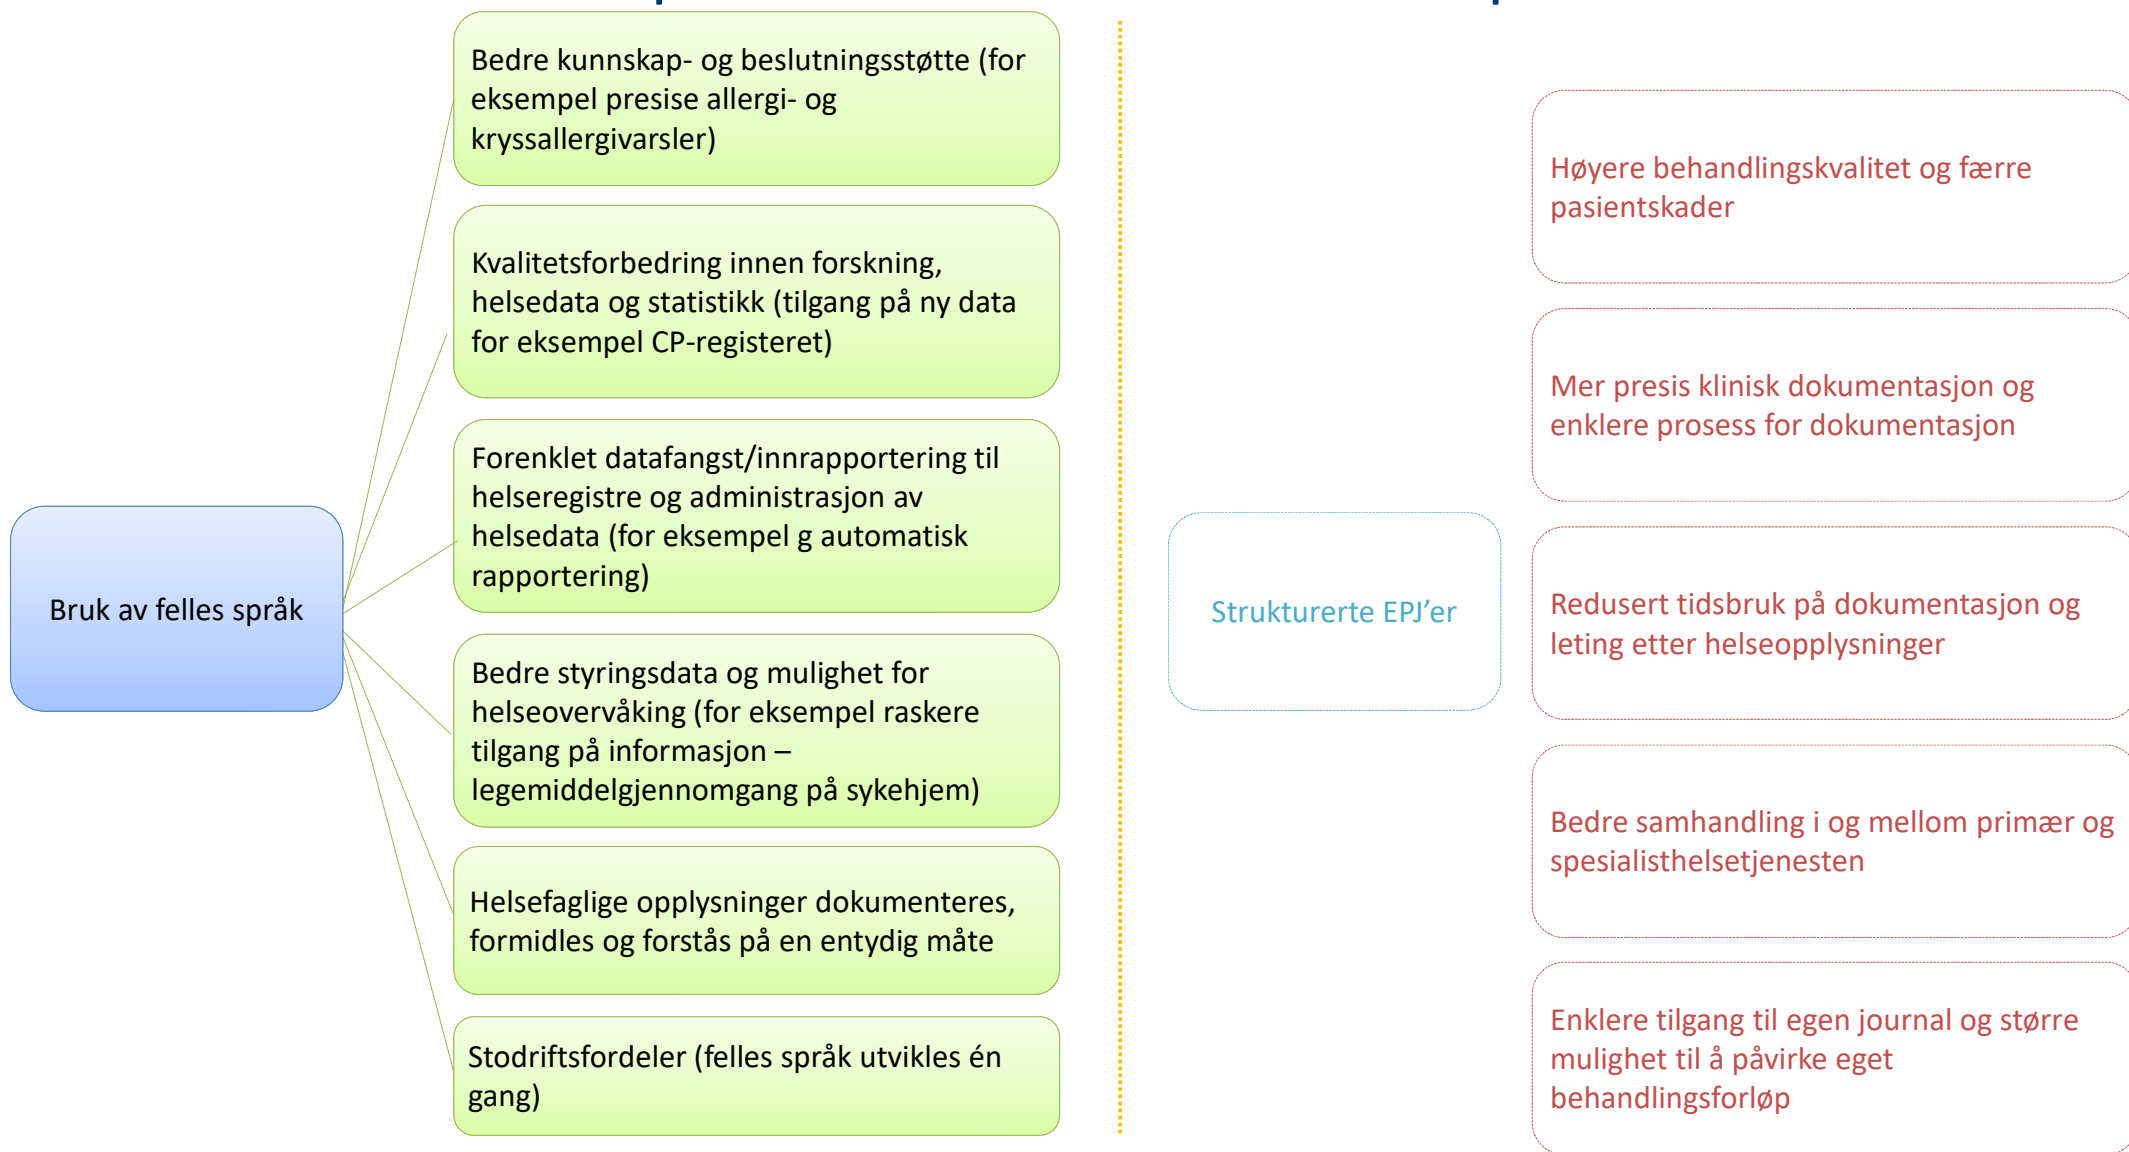 Bruk av felles språk
Bedre kunnskap- og beslutningsstøtte (for
eksempel presise allergi- og
kryssallergivarsler)
Kvalitetsforbedring innen forskning,
helsedata og statistikk (tilgang på ny data
for eksempel CP-registeret)
Forenklet datafangst/innrapportering til
helseregistre og administrasjon av
helsedata (for eksempel g automatisk
rapportering)
Bedre styringsdata og mulighet for
helseovervåking (for eksempel raskere
tilgang på informasjon –
legemiddelgjennomgang på sykehjem)
Helsefaglige opplysninger dokumenteres,
formidles og forstås på en entydig måte
Stodriftsfordeler (felles språk utvikles én
gang)
Strukturerte EPJ’er
Høyere behandlingskvalitet og færre
pasientskader
Mer presis klinisk dokumentasjon og
enklere prosess for dokumentasjon
Redusert tidsbruk på dokumentasjon og
leting etter helseopplysninger
Bedre samhandling i og mellom primær og
spesialisthelsetjenesten
Enklere tilgang til egen journal og større
mulighet til å påvirke eget
behandlingsforløp